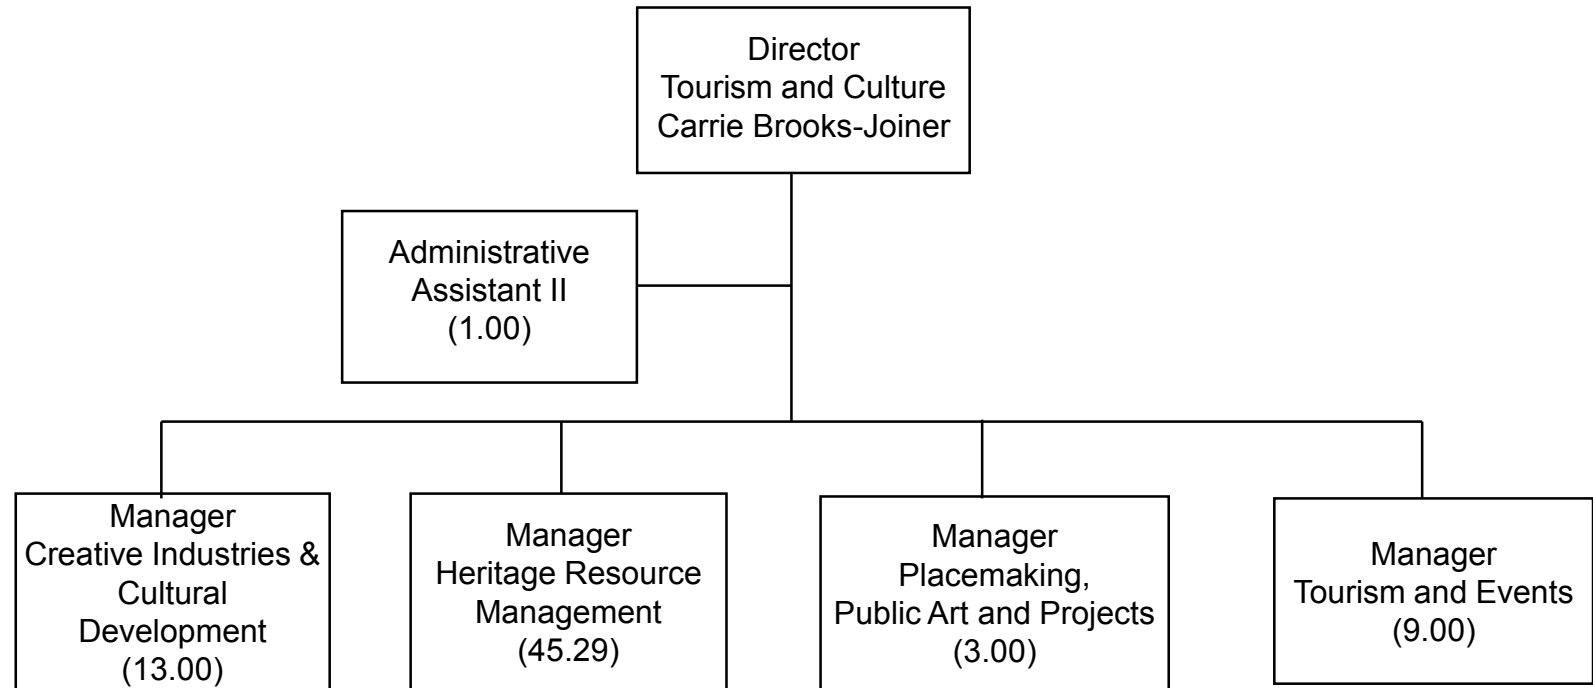 Director
Tourism and Culture
Carrie Brooks-Joiner
Administrative
Assistant II
(1.00)
Manager
Creative Industries &
Cultural
Development
(13.00)
Manager
Heritage Resource
Management
(45.29)
Manager
Placemaking,
Public Art and Projects
(3.00)
Manager
Tourism and Events
(9.00)